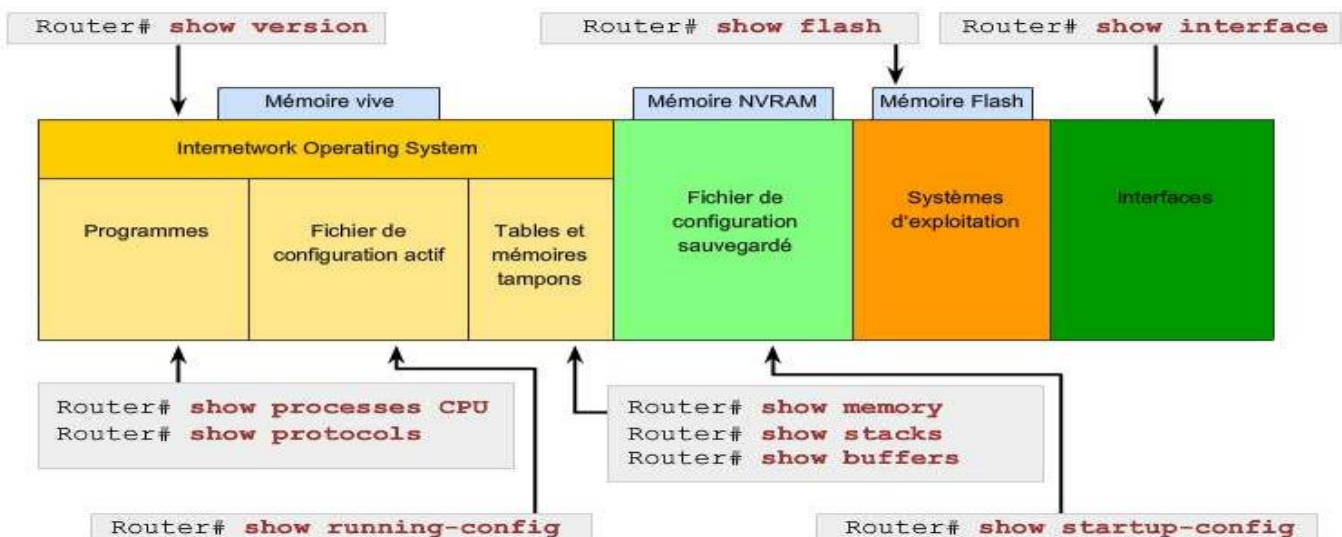 Router# show version
Router# show flash
Router# show interface
Mémoire vive
Mémoire NVRAM
Mémoire Flash
Internetwork Operating System
Programmes
Fichier de
configuration actif
Tables et
mémoires
tampons
Fichier de
configuration
sauvegardé
Systèmes
d'exploitation
Interfaces
Router# show processes CPU
Router# show protocols
Router# show memory
Router# show stacks
Router# show buffers
Router# show running-config
Router# show startup-config